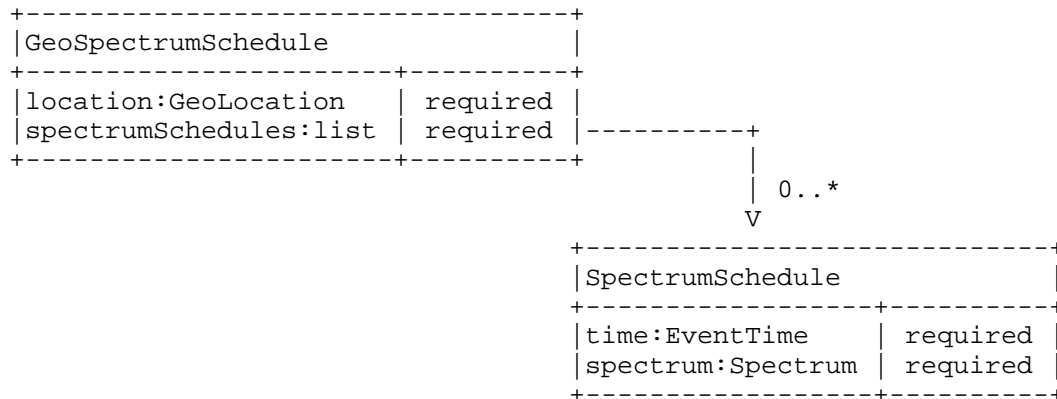 GeoSpectrumSchedule
location:GeoLocation | required
spectrumSchedules:list | required
0..*
V
SpectrumSchedule
time:EventTime | required
spectrum:Spectrum | required